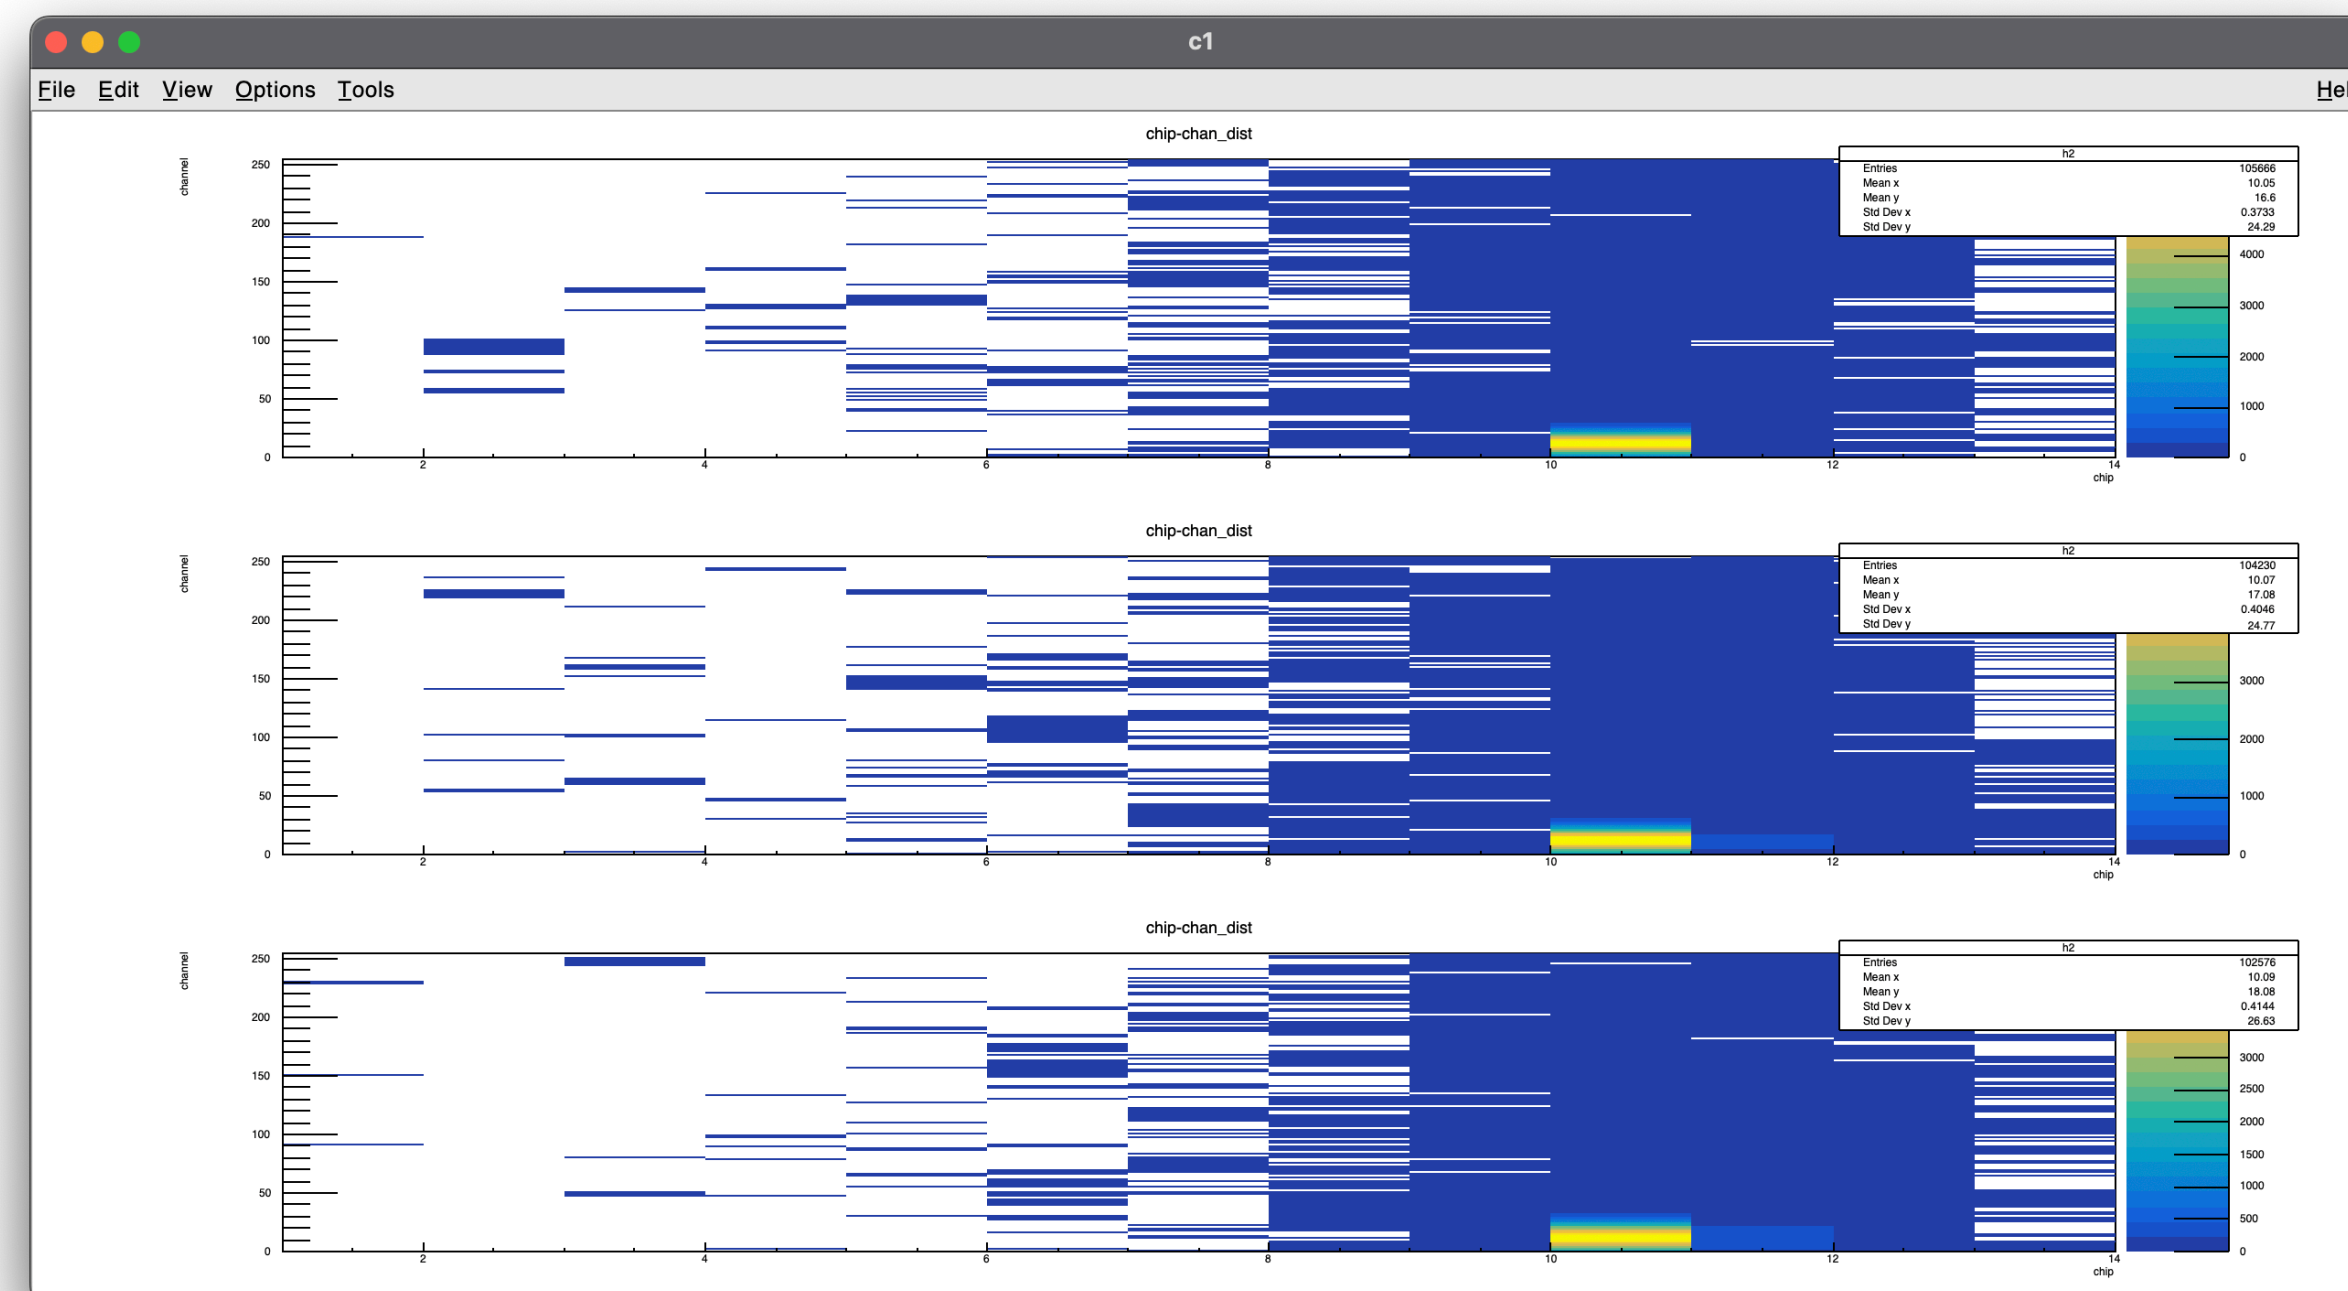 c1
File Edit View Options Tools Hel
chip-chan_dist
channel
250
200
150
100
50
0
2 4 6 8 10 12 14
chip
h2
Entries 105666
Mean x 10.05
Mean y 16.6
Std Dev x 0.3733
Std Dev y 24.29
4000
3000
2000
1000
0
chip-chan_dist
channel
250
200
150
100
50
0
2 4 6 8 10 12 14
chip
h2
Entries 104230
Mean x 10.07
Mean y 17.08
Std Dev x 0.4046
Std Dev y 24.77
3000
2000
1000
0
chip-chan_dist
channel
250
200
150
100
50
0
2 4 6 8 10 12 14
chip
h2
Entries 102576
Mean x 10.09
Mean y 18.08
Std Dev x 0.4144
Std Dev y 26.63
3000
2500
2000
1500
1000
500
0